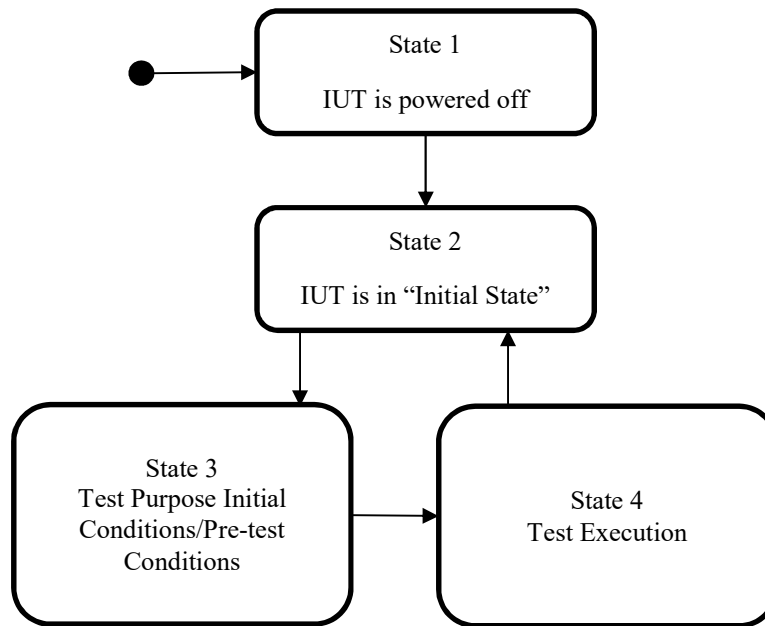 State 1
IUT is powered off
State 2
IUT is in “Initial State”
State 3
Test Purpose Initial
Conditions/Pre-test
Conditions
State 4
Test Execution